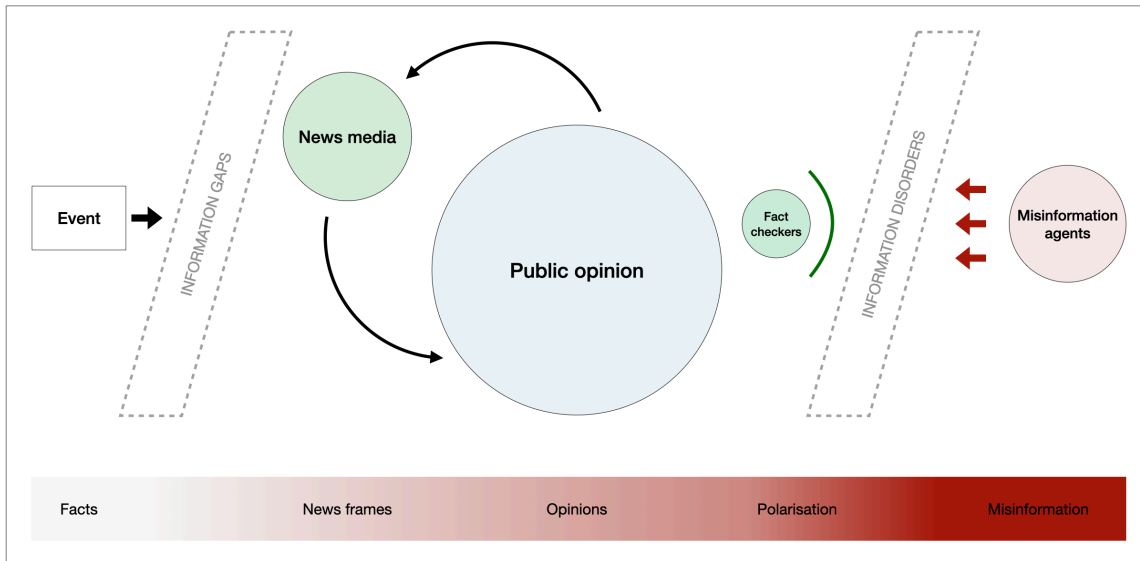 Event
INFORMATION GAPS
News media
Public opinion
Fact
checkers
INFORMATION DISORDERS
Misinformation
agents
Facts
News frames
Opinions
Polarisation
Misinformation